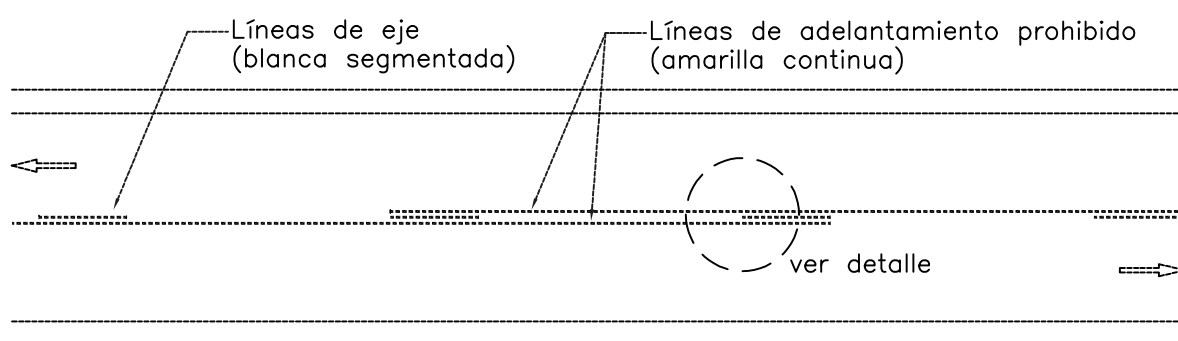 Líneas de eje
(blanca segmentada)
Líneas de adelantamiento prohibido
(amarilla continua)
ver detalle